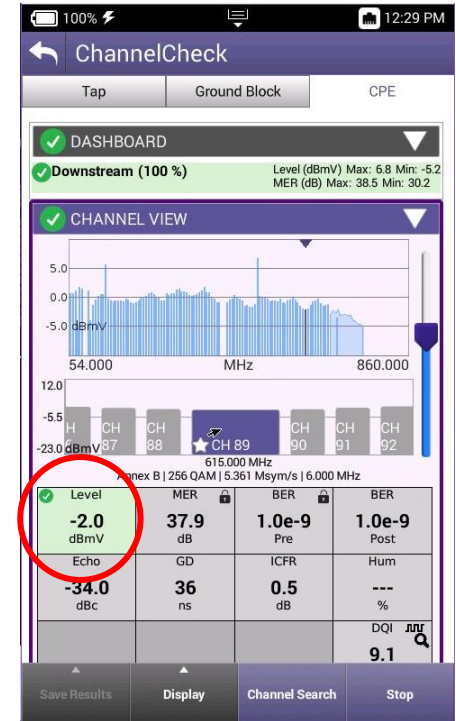 100% 12:29 PM
ChannelCheck
Tap Ground Block CPE
DASHBOARD
Downstream (100 %) Level (dBmV) Max: 6.8 Min: -5.2
MER (dB) Max: 38.5 Min: 30.2
CHANNEL VIEW
5.0
0.0
-5.0 dBmV
54.000 MHz 860.000
12.0
-5.5
-23.0 dBmV
CH 87 CH 88 CH 89 CH 90 CH 91 CH 92
615.000 MHz
Annex B | 256 QAM | 5.361 Msym/s | 6.000 MHz
Level MER BER BER
-2.0 37.9 1.0e-9 1.0e-9
dBmV dB Pre Post
Echo GD ICFR Hum
-34.0 36 0.5 ---
dBc ns dB %
DQI
9.1
Save Results Display Channel Search Stop